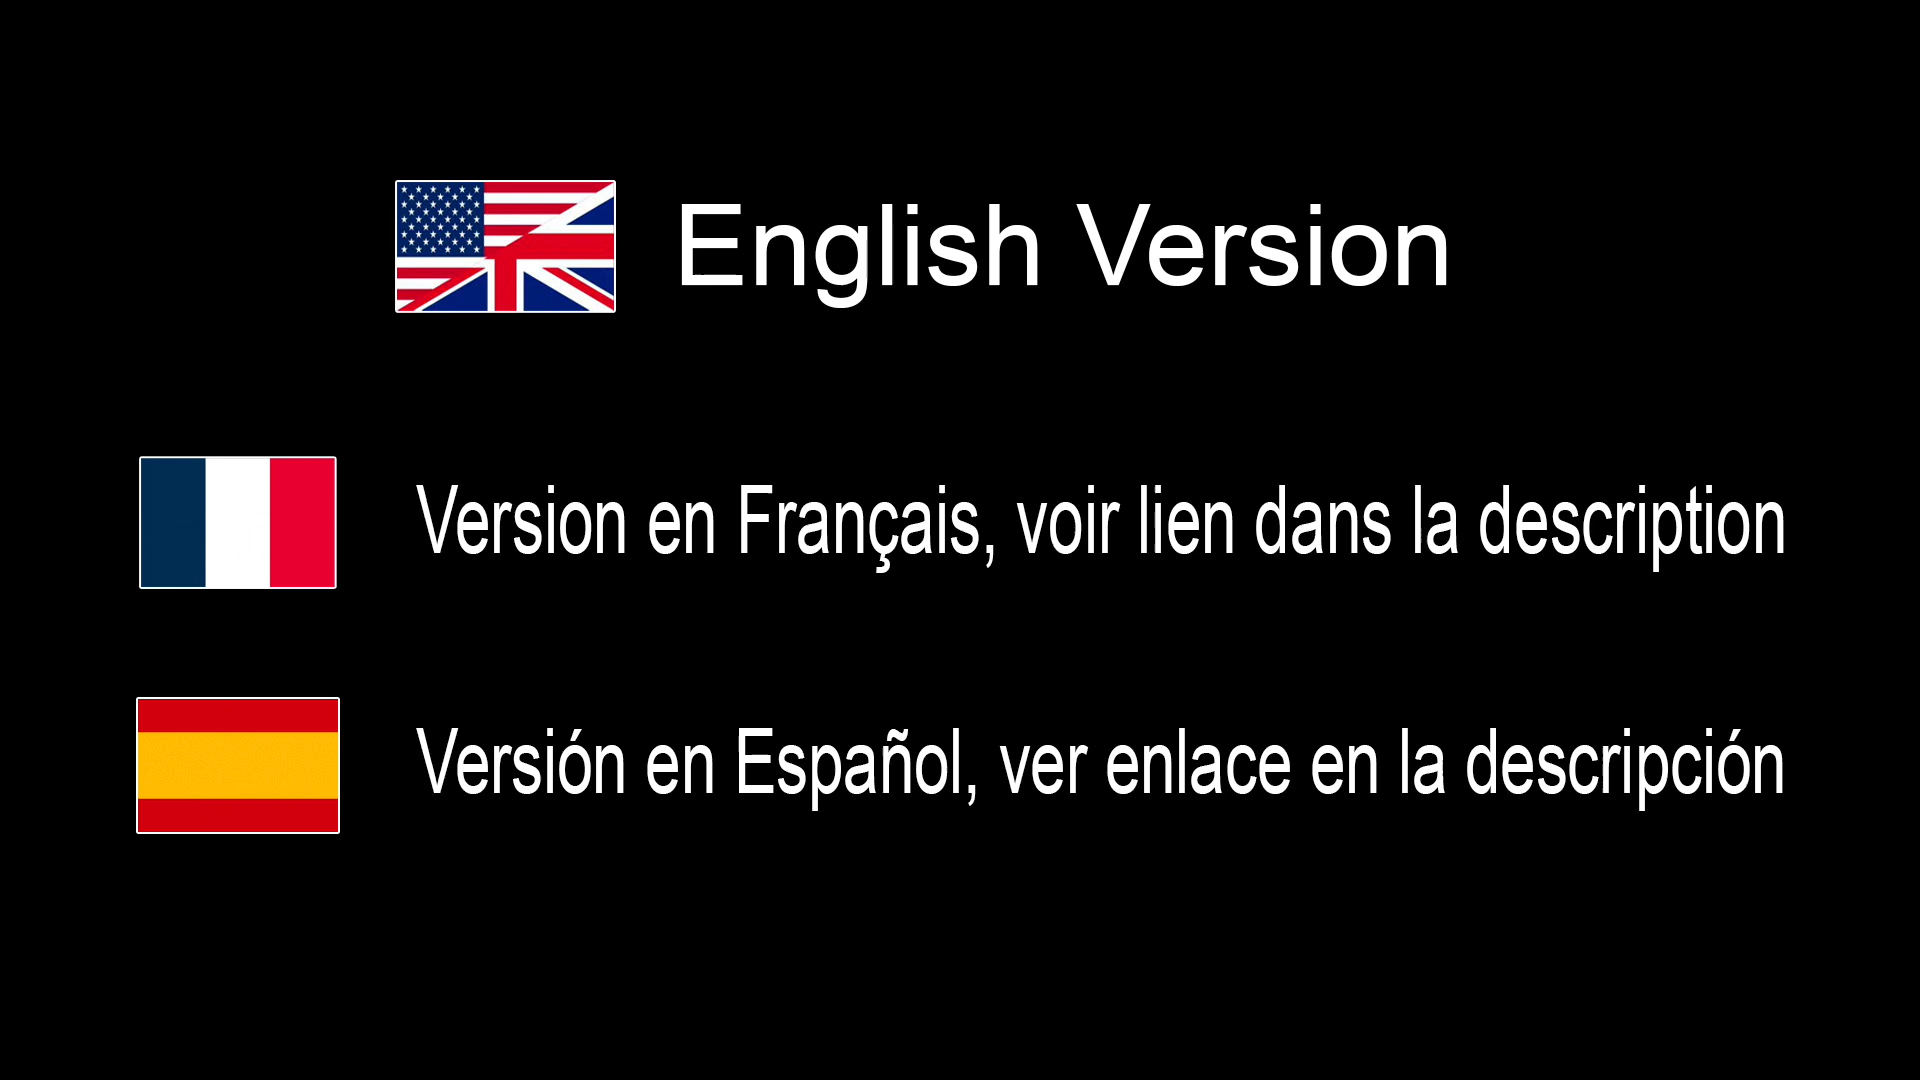 English Version
Version en Français, voir lien dans la description
Versión en Español, ver enlace en la descripción